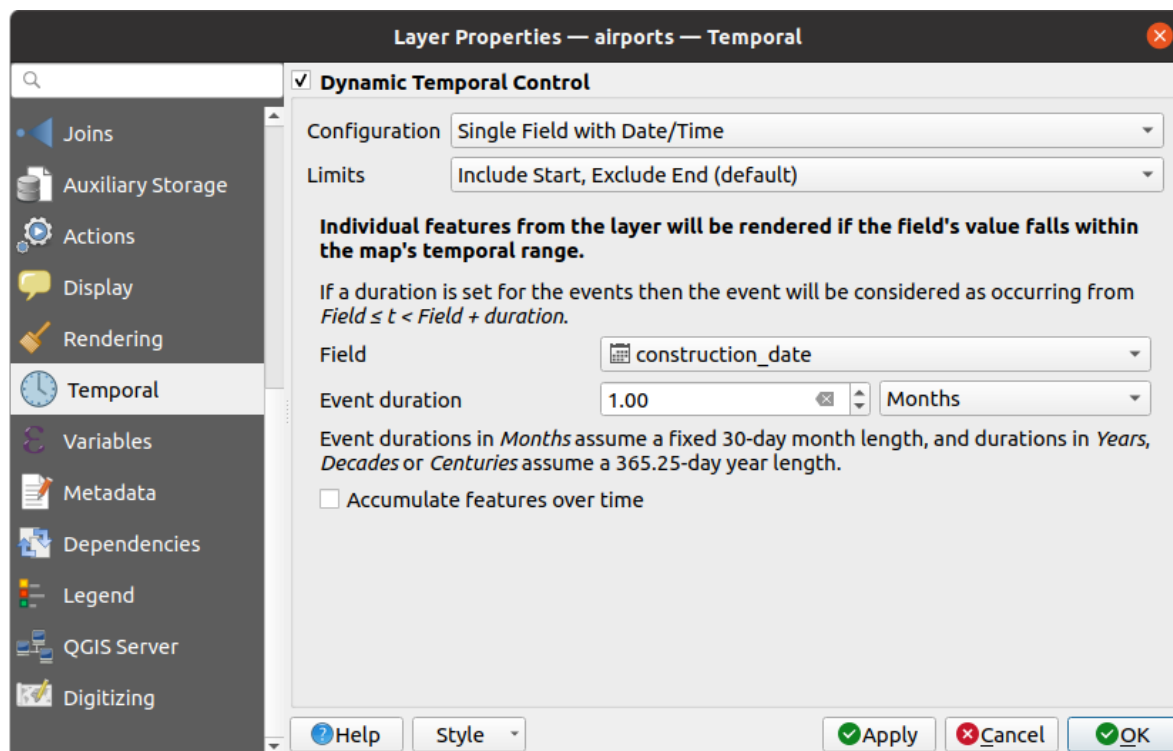 Layer Properties — airports — Temporal
Joins
Auxiliary Storage
Actions
Display
Rendering
Temporal
Variables
Metadata
Dependencies
Legend
QGIS Server
Digitizing
Dynamic Temporal Control
Configuration Single Field with Date/Time
Limits Include Start, Exclude End (default)
Individual features from the layer will be rendered if the field's value falls within
the map's temporal range.
If a duration is set for the events then the event will be considered as occurring from
Field ≤ t < Field + duration.
Field construction_date
Event duration 1.00 Months
Event durations in Months assume a fixed 30-day month length, and durations in Years,
Decades or Centuries assume a 365.25-day year length.
Accumulate features over time
Help Style Apply Cancel OK